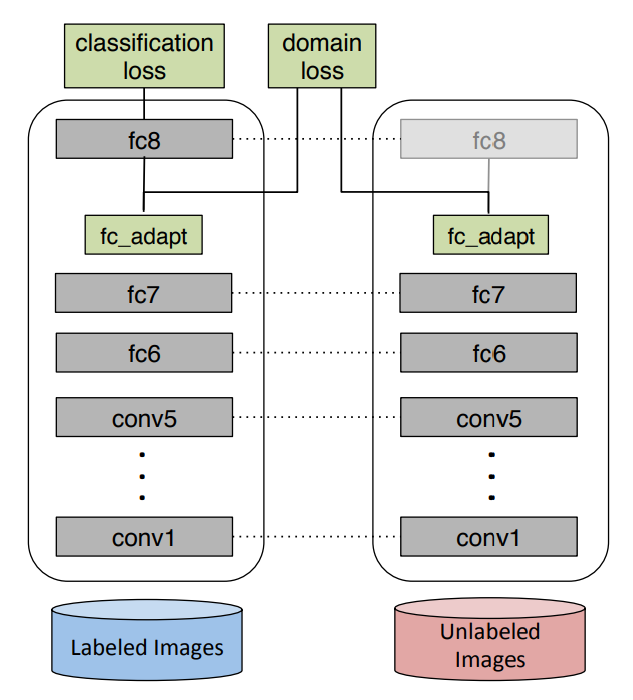 classification
loss
domain
loss
fc8
fc8
fc_adapt
fc_adapt
fc7
fc7
fc6
fc6
conv5
conv5
conv1
conv1
Labeled Images
Unlabeled
Images